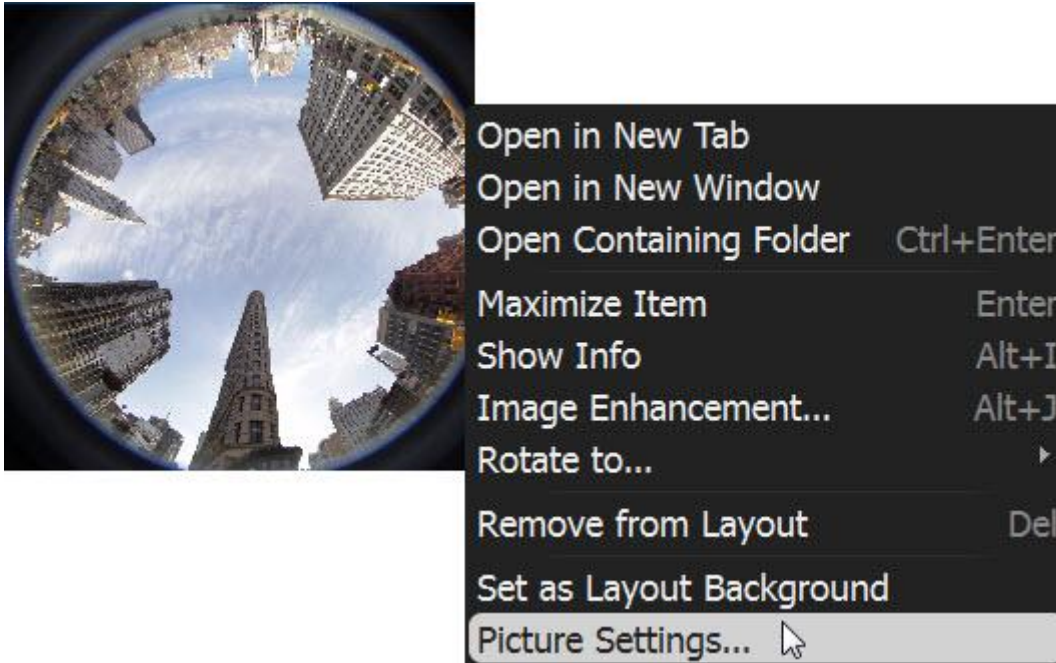 Open in New Tab
Open in New Window
Open Containing Folder Ctrl+Enter
Maximize Item Enter
Show Info Alt+I
Image Enhancement... Alt+J
Rotate to...
Remove from Layout Del
Set as Layout Background
Picture Settings...